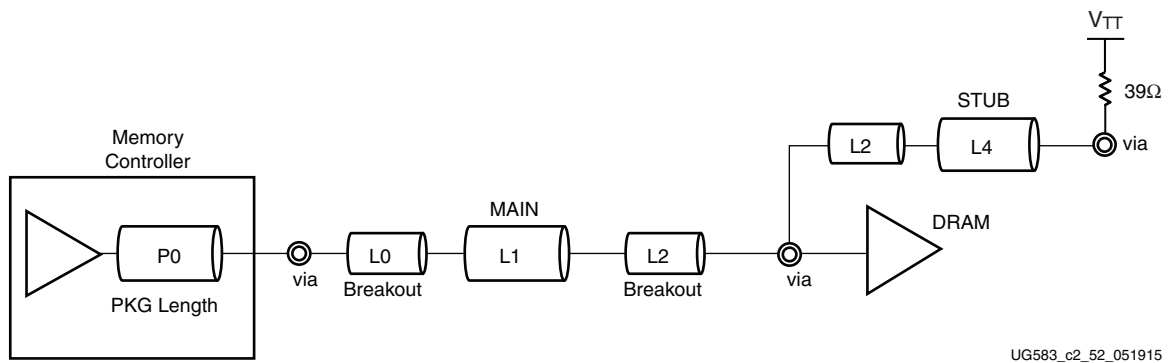 VTT
39Ω
STUB
L2
L4
via
Memory
Controller
P0
PKG Length
via
L0
Breakout
MAIN
L1
L2
Breakout
via
DRAM
UG583_c2_52_051915